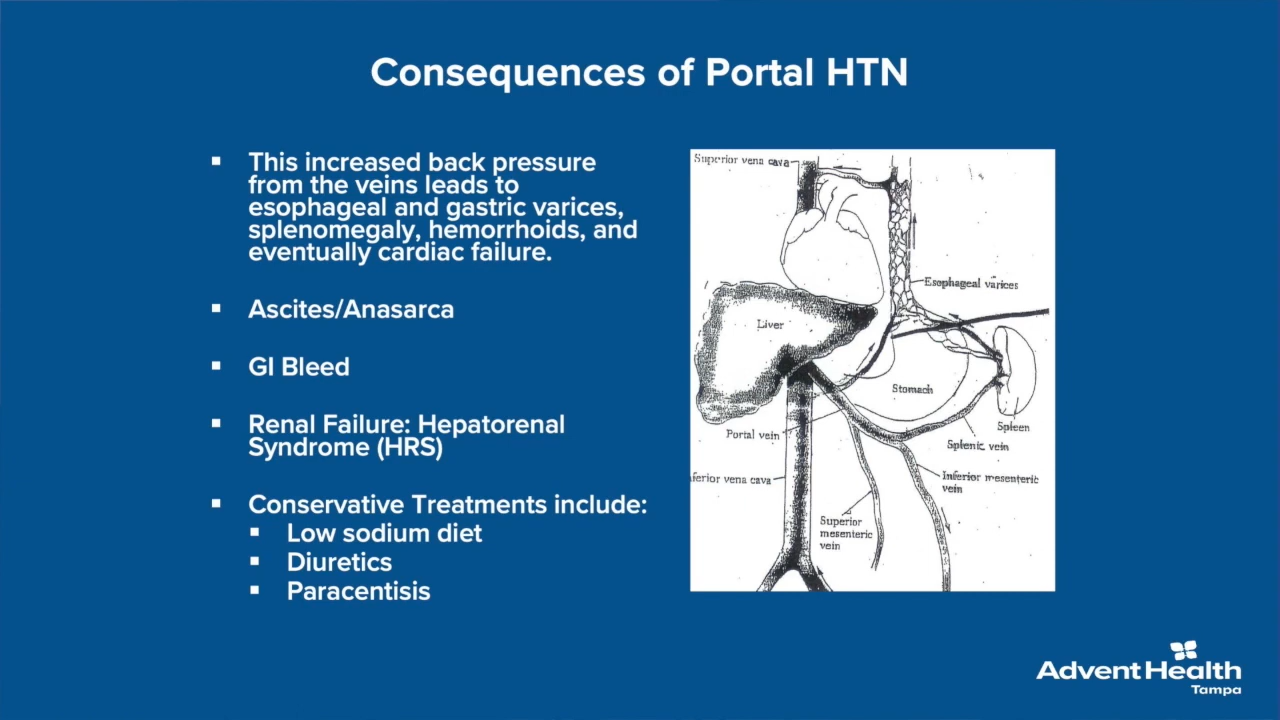 Consequences of Portal HTN
▪ This increased back pressure
from the veins leads to
esophageal and gastric varices,
splenomegaly, hemorrhoids, and
eventually cardiac failure.
▪ Ascites/Anasarca
▪ GI Bleed
▪ Renal Failure: Hepatorenal
Syndrome (HRS)
▪ Conservative Treatments include:
▪ Low sodium diet
▪ Diuretics
▪ Paracentisis
Superior vena cava
Esophageal varices
Liver
Stomach
Spleen
Portal vein
Splenic vein
nferior vena cava
Inferior mesenteric
vein
Superior
mesenteric
vein
AdventHealth
Tampa